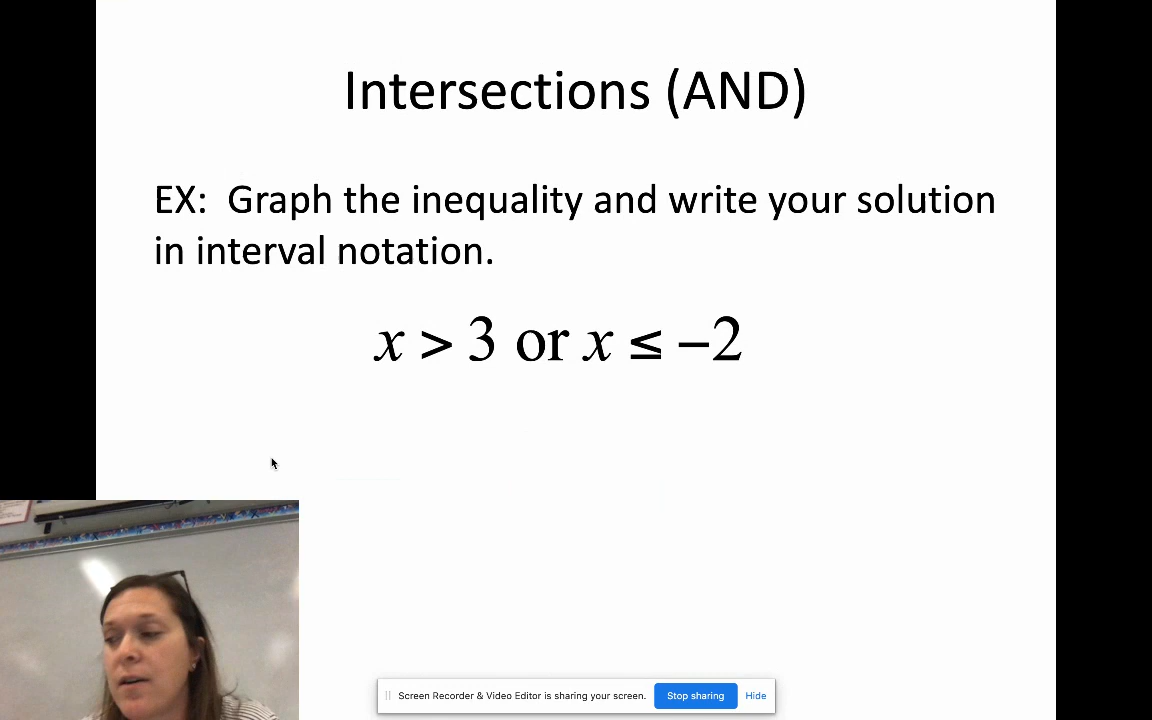 Intersections (AND)
EX: Graph the inequality and write your solution
in interval notation.
x > 3 or x ≤ −2
Screen Recorder & Video Editor is sharing your screen. Stop sharing Hide